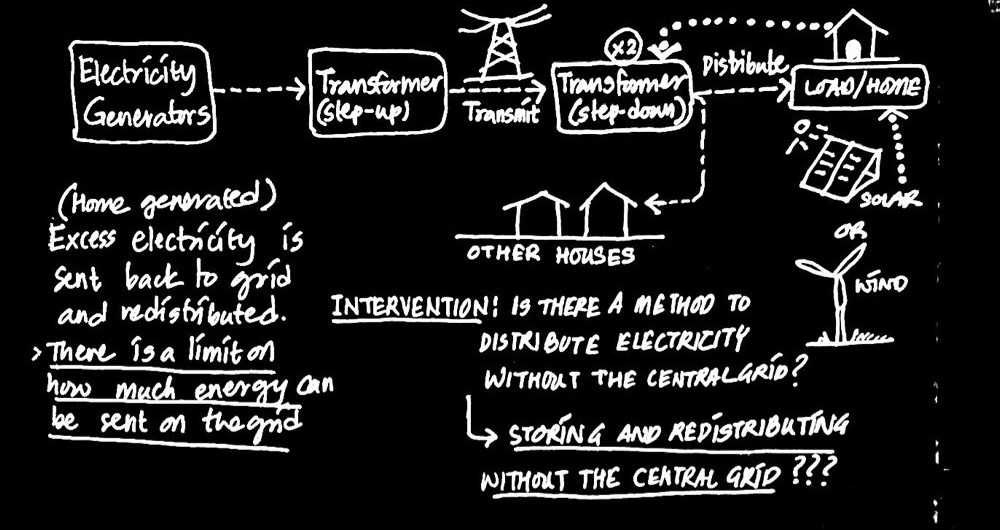 Electricity
Generators
Transformer
(step-up)
Transmit
x2
Transformer
(step-down)
Distibute
LOAD/HOME
SOLAR
OR
WIND
OTHER HOUSES
(Home generated)
Excess electricity is
sent back to grid
and redistributed.
> There is a limit on
how much energy can
be sent on the grid
INTERVENTION: IS THERE A METHOD TO
DISTRIBUTE ELECTRICITY
WITHOUT THE CENTRAL GRID?
STORING AND REDISTRIBUTING
WITHOUT THE CENTRAL GRID ???